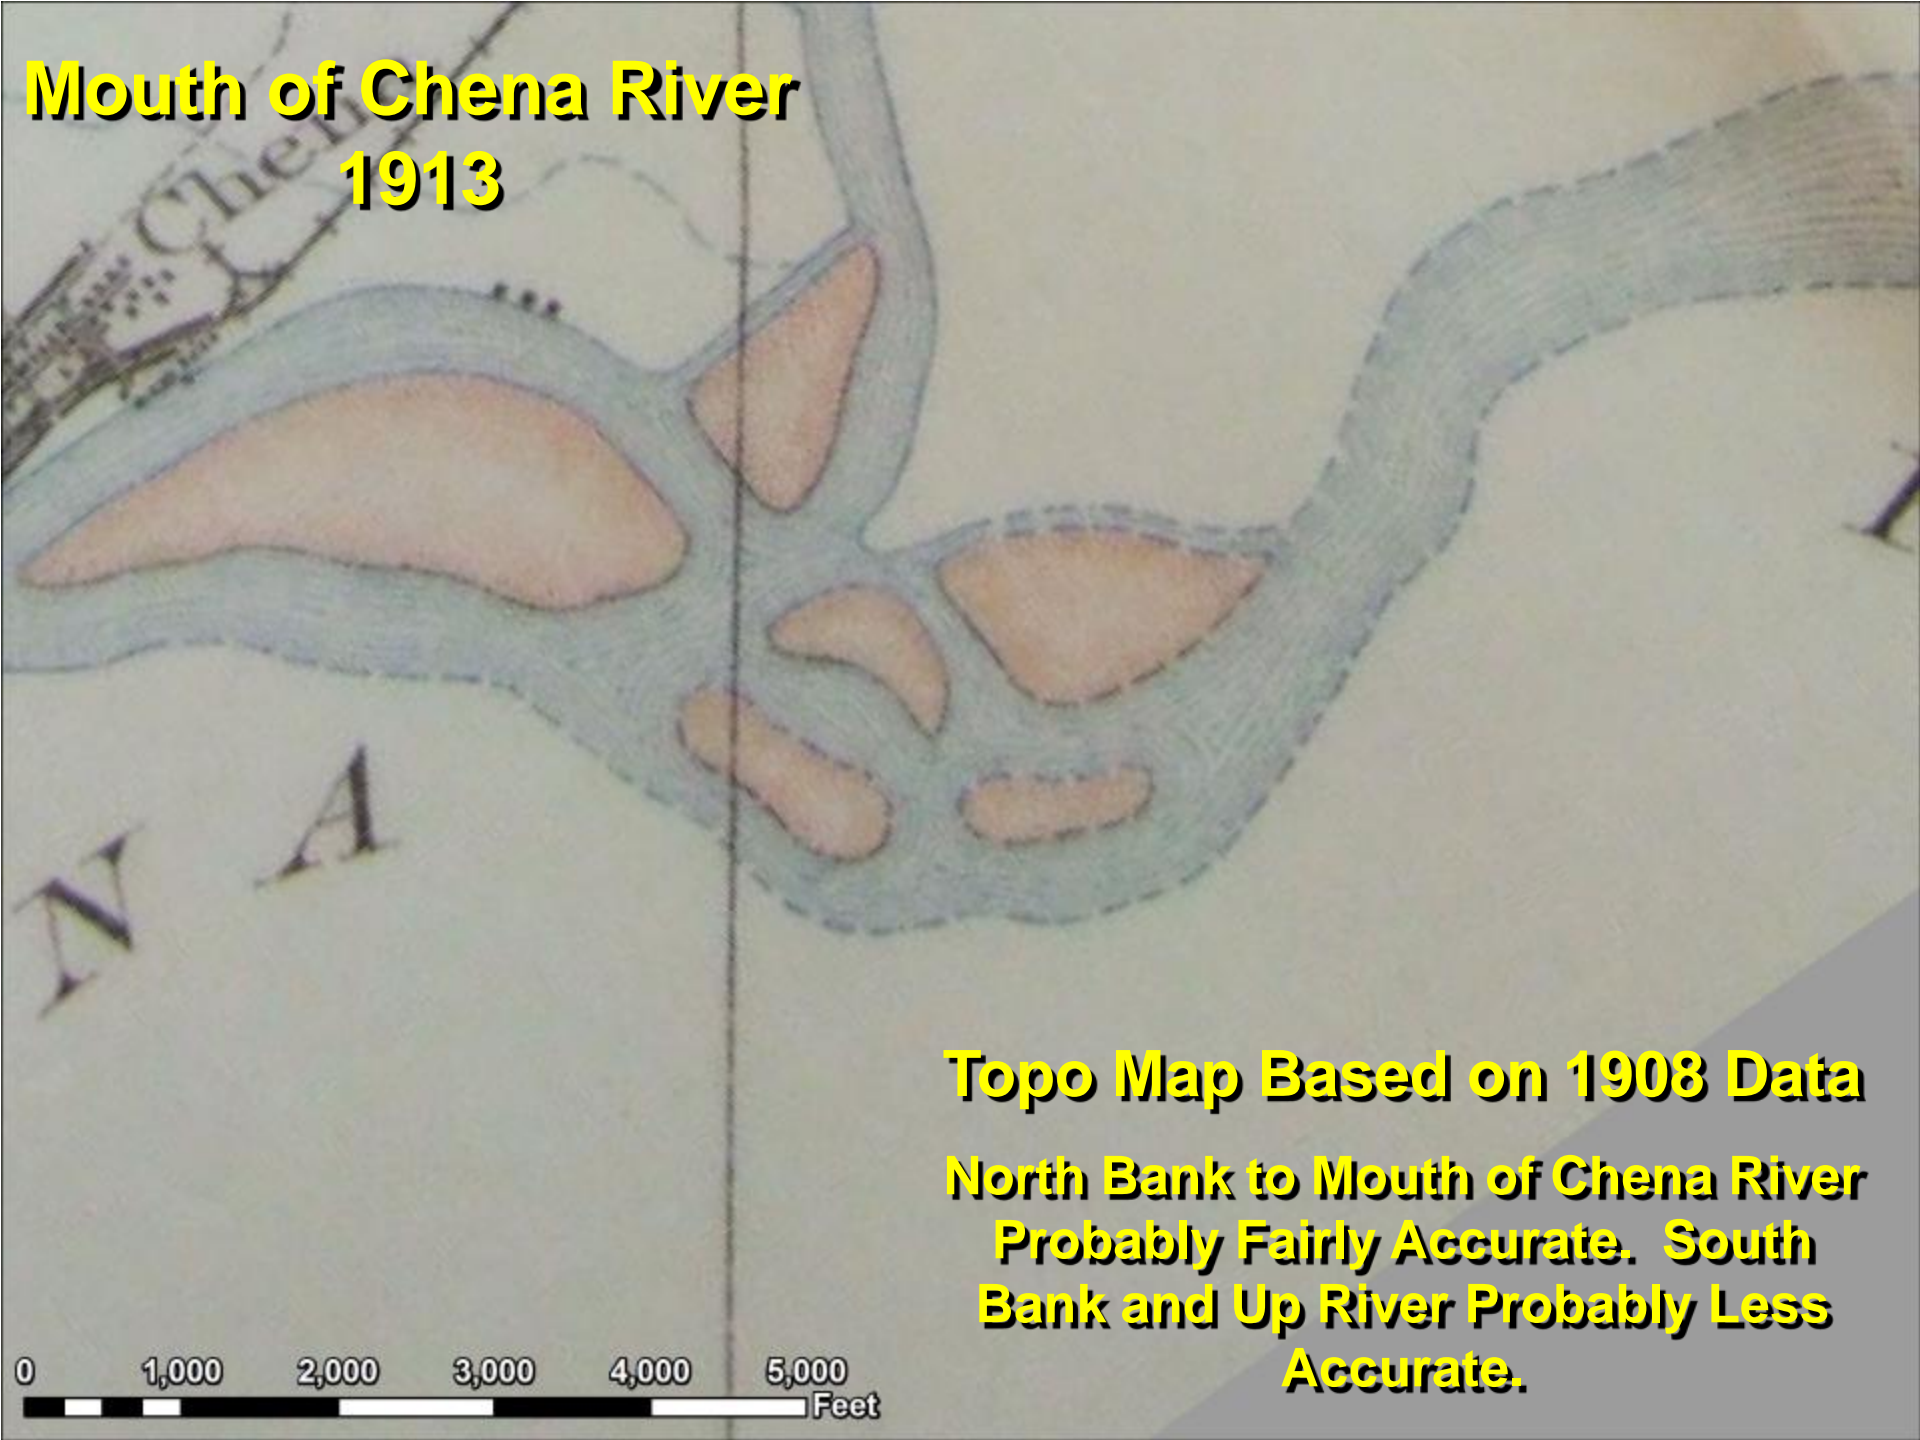 Mouth of Chena River
1913
Chena
N A
Topo Map Based on 1908 Data
North Bank to Mouth of Chena River
Probably Fairly Accurate.  South
Bank and Up River Probably Less
Accurate.
0 1,000 2,000 3,000 4,000 5,000
Feet